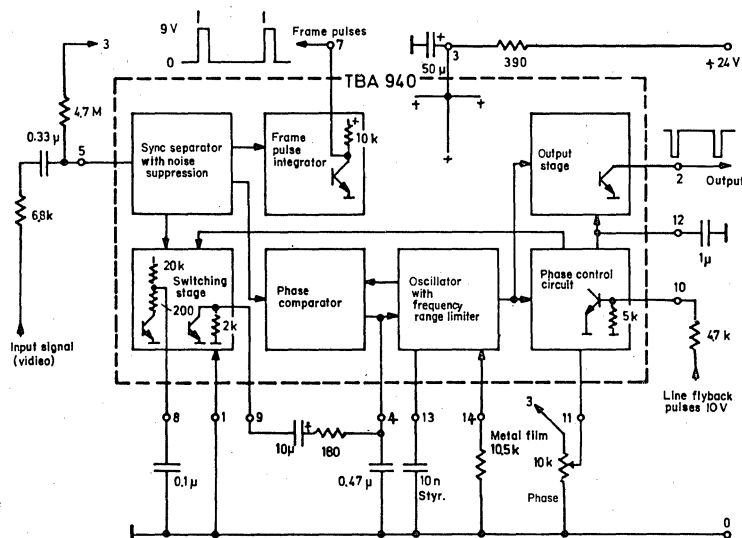 9 V
0
Frame pulses
7
3
50 µ
+
3
390
+ 24 V
TBA 940
4.7 M
0.33 µ
5
6,8 k
Input signal
(vidieo)
Sync separator
with noise
suppression
Frame
pulse
integrator
+
10 k
Output
stage
2
Output
12
1 µ
+
+
+
20 k
Switching
stage
200
2 k
Phase
comparator
Oscillator
with
frequency
range limiter
Phase control
circuit
5 k
10
4,7 k
Line flyback
pulses 10 V
8
1
9
4
13
14
3
11
10 µ
+
180
0.1 µ
0.47 µ
10 n
Styr.
Metal film
10,5 k
10 k
Phase
0